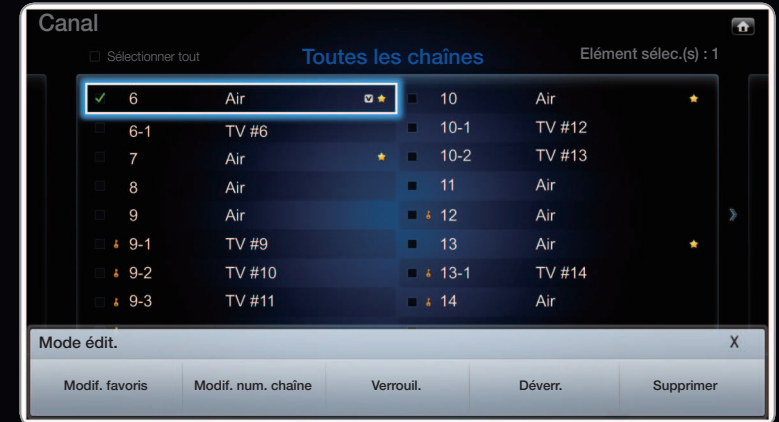 Canal
Sélectionner tout
Toutes les chaînes
Elément sélec.(s) : 1
6 Air
6-1 TV #6
7 Air
8 Air
9 Air
9-1 TV #9
9-2 TV #10
9-3 TV #11
10 Air
10-1 TV #12
10-2 TV #13
11 Air
12 Air
13 Air
13-1 TV #14
14 Air
Mode édit. X
Modif. favoris Modif. num. chaîne Verrouil. Déverr. Supprimer